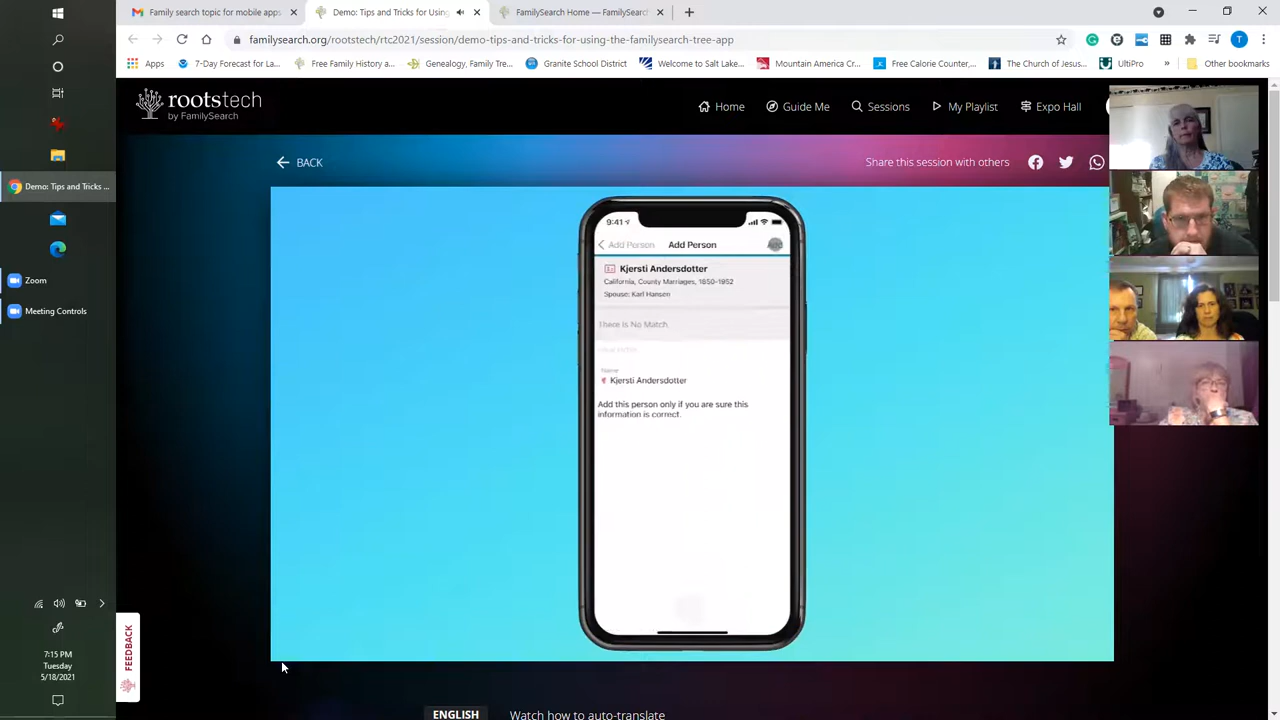 Family search topic for mobile apps
Demo: Tips and Tricks for Using
FamilySearch Home — FamilySearc
familysearch.org/rootstech/rtc2021/session/demo-tips-and-tricks-for-using-the-familysearch-tree-app
T
Apps
7-Day Forecast for La...
Free Family History a...
Genealogy, Family Tre...
Granite School District
Welcome to Salt Lake...
Mountain America Cr...
Free Calorie Counter,...
The Church of Jesus...
UltiPro
»
Other bookmarks
rootstech
by FamilySearch
Home
Guide Me
Sessions
My Playlist
Expo Hall
BACK
Share this session with others
9:41
Add Person
Add Person
Add
Kjersti Andersdotter
California, County Marriages, 1850-1952
Spouse: Karl Hansen
There Is No Match
Name
Kjersti Andersdotter
Add this person only if you are sure this
information is correct.
ENGLISH
Watch how to auto-translate
FEEDBACK
Demo: Tips and Tricks ...
Zoom
Meeting Controls
7:15 PM
Tuesday
5/18/2021